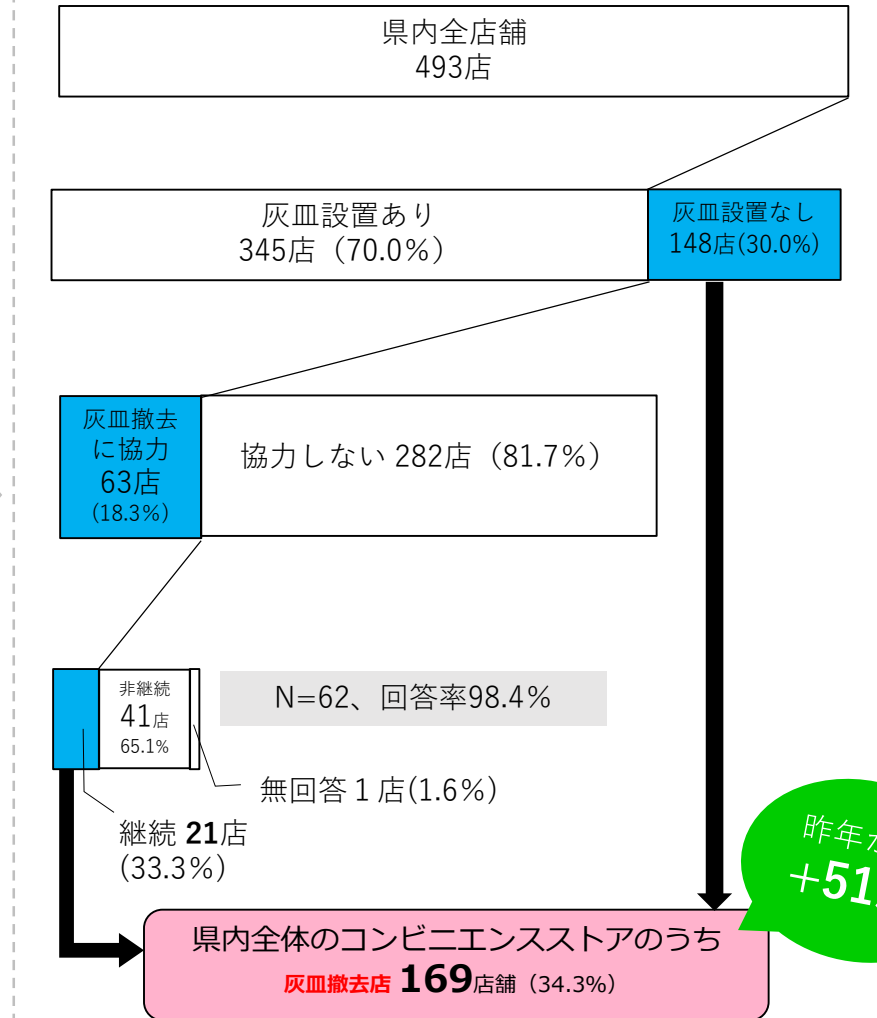 県内全店舗
493店
灰皿設置あり
345店（70.0%）
灰皿設置なし
148店(30.0%)
灰皿撤去
に協力
63店
(18.3%)
協力しない 282店（81.7%）
非継続
41店
65.1%
N=62、回答率98.4%
無回答１店(1.6%)
継続 21店
(33.3%)
昨年
+51
県内全体のコンビニエンスストアのうち
灰皿撤去店 169店舗（34.3%）